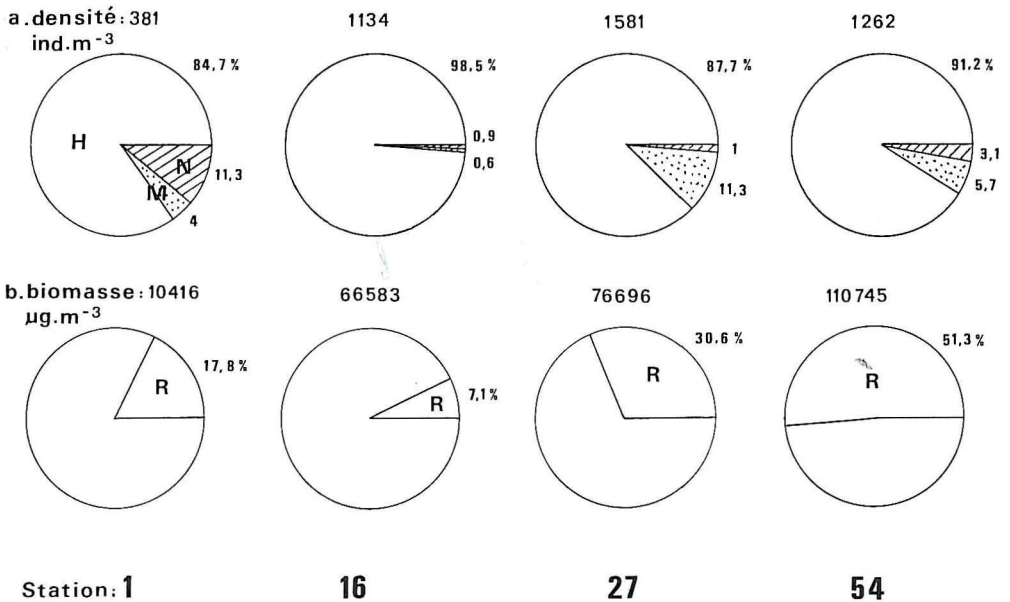 a.densité: 381 1134 1581 1262
ind.m-3
84,7 % 98,5 % 87,7 % 91,2 %
H N M 11,3 4
0,9 0,6
1 11,3
3,1 5,7
b.biomasse: 10416 66583 76696 110745
µg.m-3
17,8 % 7,1 % 30,6 % 51,3 %
R R R R
Station: 1 16 27 54